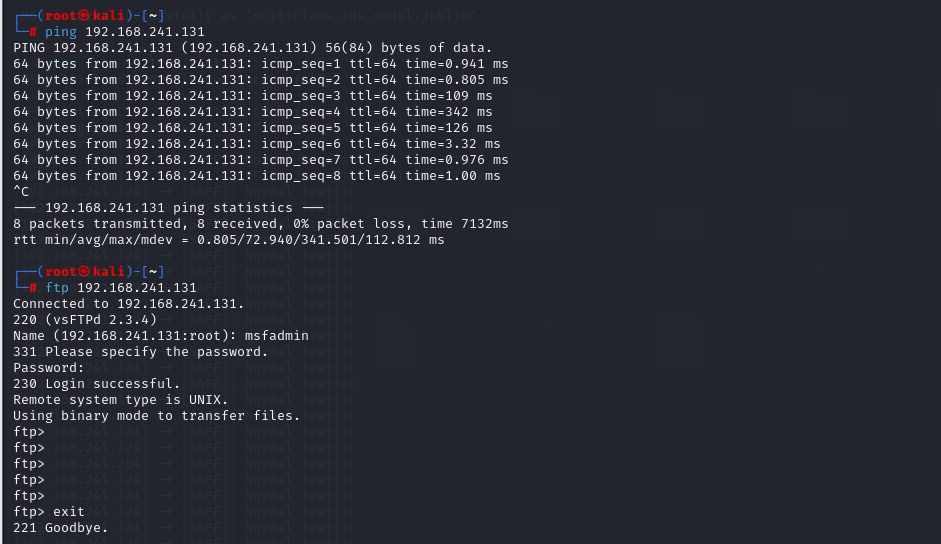 ┌──(root㉿kali)-[~]
└─# ping 192.168.241.131
PING 192.168.241.131 (192.168.241.131) 56(84) bytes of data.
64 bytes from 192.168.241.131: icmp_seq=1 ttl=64 time=0.941 ms
64 bytes from 192.168.241.131: icmp_seq=2 ttl=64 time=0.805 ms
64 bytes from 192.168.241.131: icmp_seq=3 ttl=64 time=109 ms
64 bytes from 192.168.241.131: icmp_seq=4 ttl=64 time=342 ms
64 bytes from 192.168.241.131: icmp_seq=5 ttl=64 time=126 ms
64 bytes from 192.168.241.131: icmp_seq=6 ttl=64 time=3.32 ms
64 bytes from 192.168.241.131: icmp_seq=7 ttl=64 time=0.976 ms
64 bytes from 192.168.241.131: icmp_seq=8 ttl=64 time=1.00 ms
^C
--- 192.168.241.131 ping statistics ---
8 packets transmitted, 8 received, 0% packet loss, time 7132ms
rtt min/avg/max/mdev = 0.805/72.940/341.501/112.812 ms
┌──(root㉿kali)-[~]
└─# ftp 192.168.241.131
Connected to 192.168.241.131.
220 (vsFTPd 2.3.4)
Name (192.168.241.131:root): msfadmin
331 Please specify the password.
Password:
230 Login successful.
Remote system type is UNIX.
Using binary mode to transfer files.
ftp>
ftp>
ftp>
ftp>
ftp>
ftp> exit
221 Goodbye.